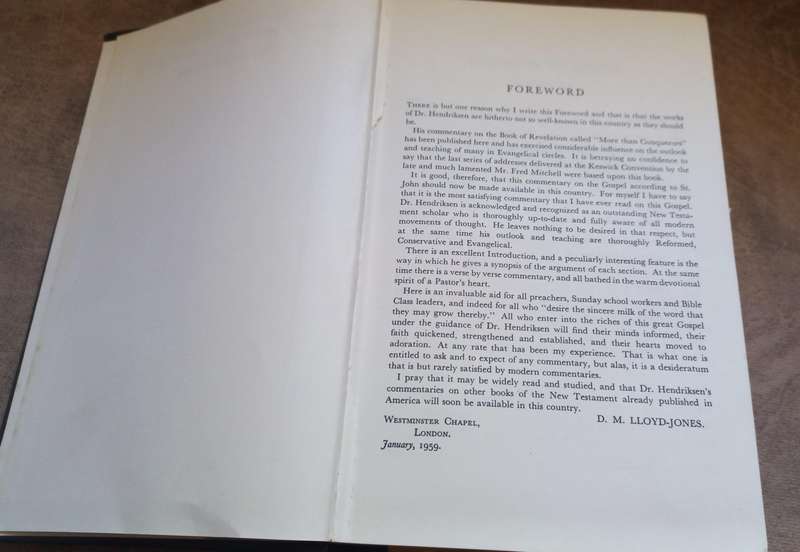 FOREWORD
THERE is but one reason why I write this Foreword and that is that the works
of Dr. Hendriksen are hitherto not so well-known in this country as they should
be.
His commentary on the Book of Revelation called "More than Conquerors"
has been published here and has exercised considerable influence on the outlook
and teaching of many in Evangelical circles. It is betraying no confidence to
say that the last series of addresses delivered at the Keswick Convention by the
late and much lamented Mr. Fred Mitchell were based upon this book.
It is good, therefore, that this commentary on the Gospel according to St.
John should now be made available in this country. For myself I have to say
that it is the most satisfying commentary that I have ever read on this Gospel.
Dr. Hendriksen is acknowledged and recognized as an outstanding New Testa-
ment scholar who is thoroughly up-to-date and fully aware of all modern
movements of thought. He leaves nothing to be desired in that respect, but
at the same time his outlook and teaching are thoroughly Reformed,
Conservative and Evangelical.
There is an excellent Introduction, and a peculiarly interesting feature is the
way in which he gives a synopsis of the argument of each section. At the same
time there is a verse by verse commentary, and all bathed in the warm devotional
spirit of a Pastor's heart.
Here is an invaluable aid for all preachers, Sunday school workers and Bible
Class leaders, and indeed for all who "desire the sincere milk of the word that
they may grow thereby." All who enter into the riches of this great Gospel
under the guidance of Dr. Hendriksen will find their minds informed, their
faith quickened, strengthened and established, and their hearts moved to
adoration. At any rate that has been my experience. That is what one is
entitled to ask and to expect of any commentary, but alas, it is a desideratum
that is but rarely satisfied by modern commentaries.
I pray that it may be widely read and studied, and that Dr. Hendriksen's
commentaries on other books of the New Testament already published in
America will soon be available in this country.
WESTMINSTER CHAPEL, D. M. LLOYD-JONES.
LONDON.
January, 1959.